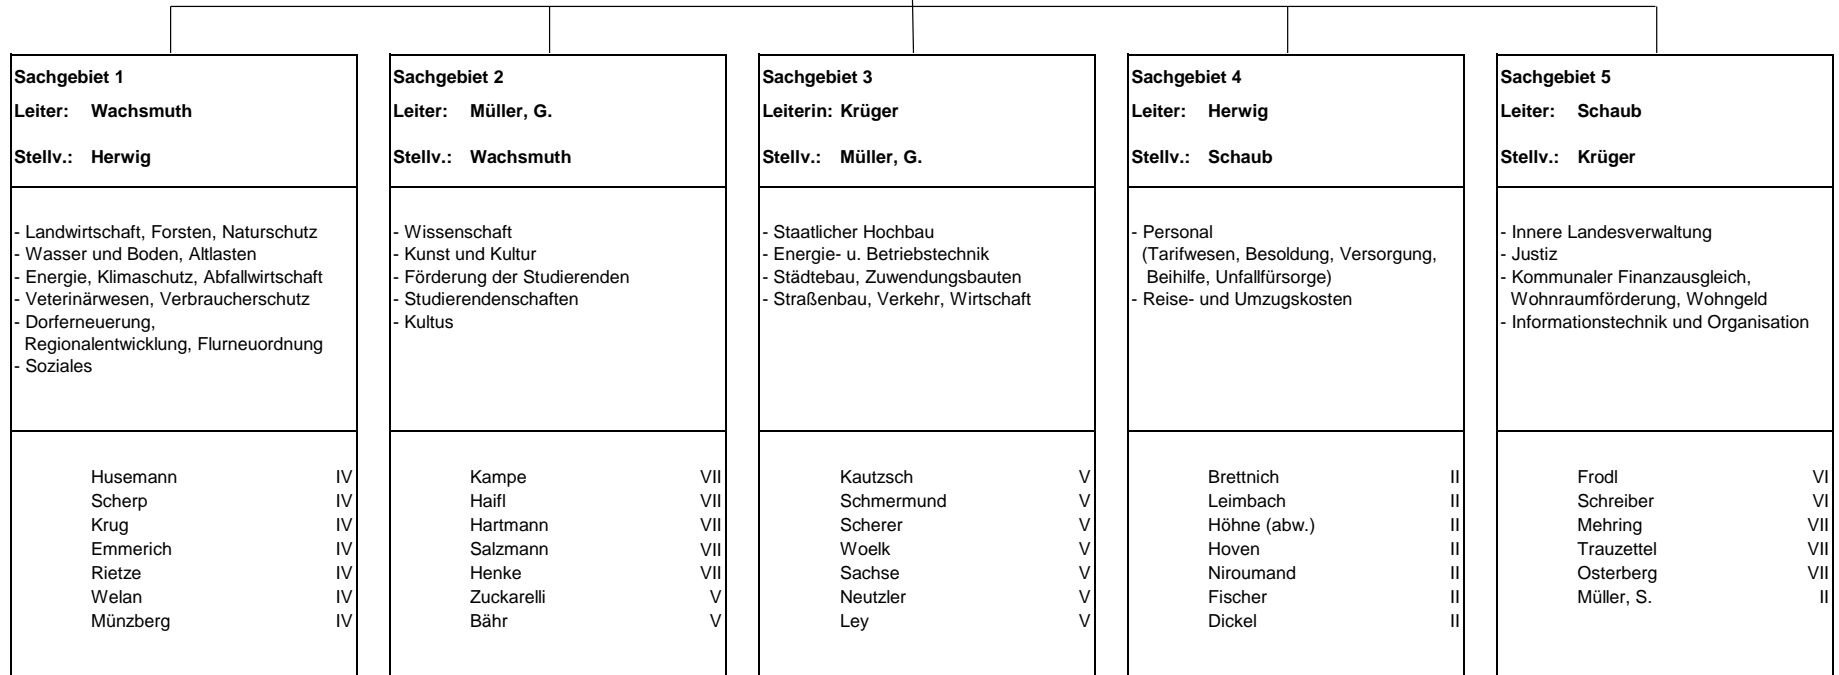 Sachgebiet 1
Leiter: Wachsmuth
Stellv.: Herwig
- Landwirtschaft, Forsten, Naturschutz
- Wasser und Boden, Altlasten
- Energie, Klimaschutz, Abfallwirtschaft
- Veterinärwesen, Verbraucherschutz
- Dorferneuerung,
Regionalentwicklung, Flurneuordnung
- Soziales
Husemann IV
Scherp IV
Krug IV
Emmerich IV
Rietze IV
Welan IV
Münzberg IV
Sachgebiet 2
Leiter: Müller, G.
Stellv.: Wachsmuth
- Wissenschaft
- Kunst und Kultur
- Förderung der Studierenden
- Studierendenschaften
- Kultus
Kampe VII
Haifl VII
Hartmann VII
Salzmann VII
Henke VII
Zuckarelli V
Bähr V
Sachgebiet 3
Leiterin: Krüger
Stellv.: Müller, G.
- Staatlicher Hochbau
- Energie- u. Betriebstechnik
- Städtebau, Zuwendungsbauten
- Straßenbau, Verkehr, Wirtschaft
Kautzsch V
Schmermund V
Scherer V
Woelk V
Sachse V
Neutzler V
Ley V
Sachgebiet 4
Leiter: Herwig
Stellv.: Schaub
- Personal
(Tarifwesen, Besoldung, Versorgung,
Beihilfe, Unfallfürsorge)
- Reise- und Umzugskosten
Brettnich II
Leimbach II
Höhne (abw.) II
Hoven II
Niroumand II
Fischer II
Dickel II
Sachgebiet 5
Leiter: Schaub
Stellv.: Krüger
- Innere Landesverwaltung
- Justiz
- Kommunaler Finanzausgleich,
Wohnraumförderung, Wohngeld
- Informationstechnik und Organisation
Frodl VI
Schreiber VI
Mehring VII
Trauzettel VII
Osterberg VII
Müller, S. II